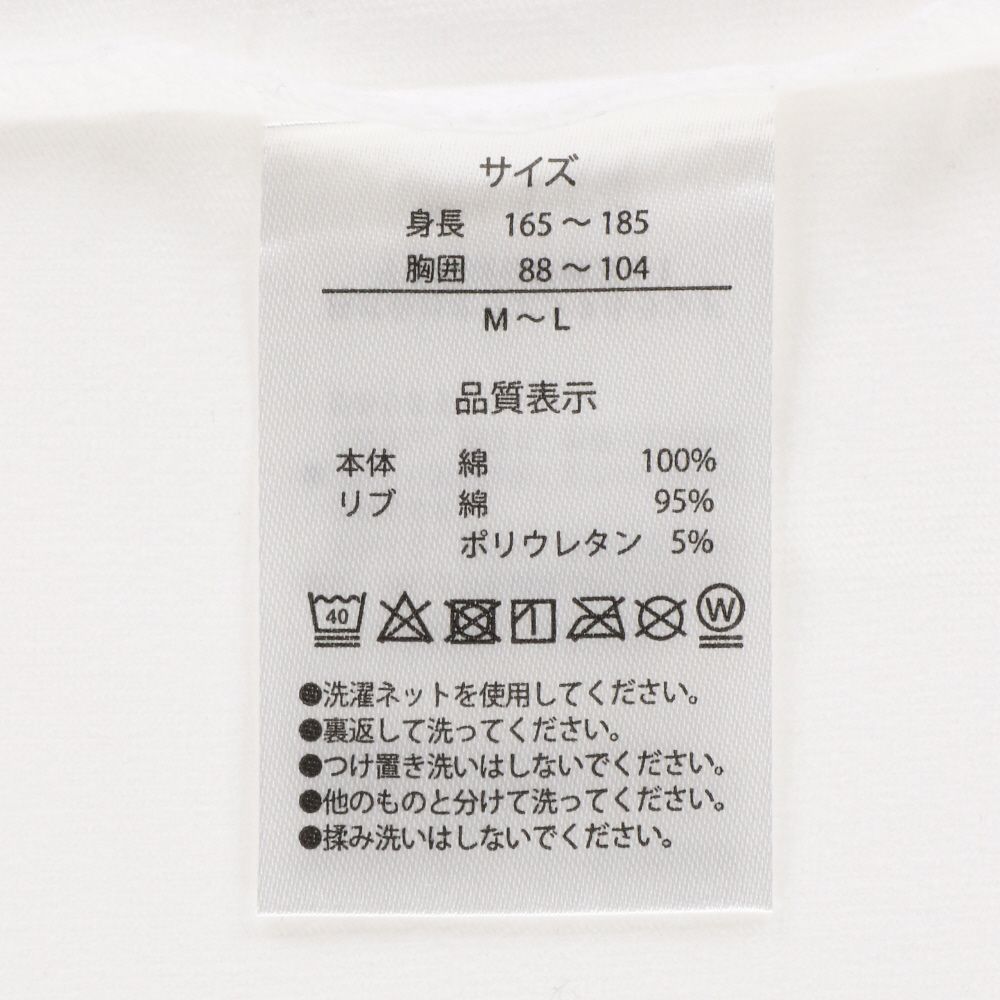 サイズ
身長 165～185
胸囲 88～104
M～L
品質表示
本体 綿 100%
リブ 綿 95%
ポリウレタン 5%
40 W
●洗濯ネットを使用してください。
●裏返して洗ってください。
●つけ置き洗いはしないでください。
●他のものと分けて洗ってください。
●揉み洗いはしないでください。